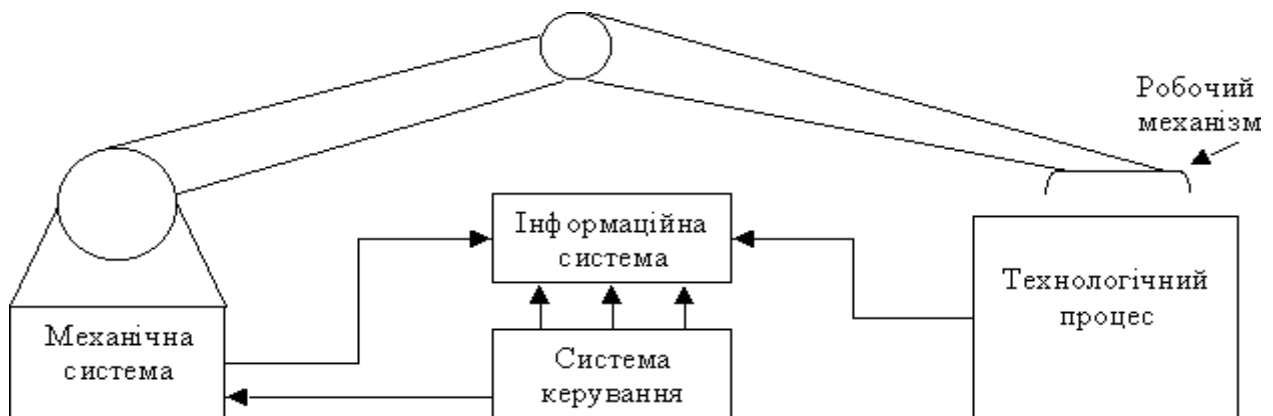 Робочий
механізм
Інформаційна
система
Технологічний
процес
Механічна
система
Система
керування